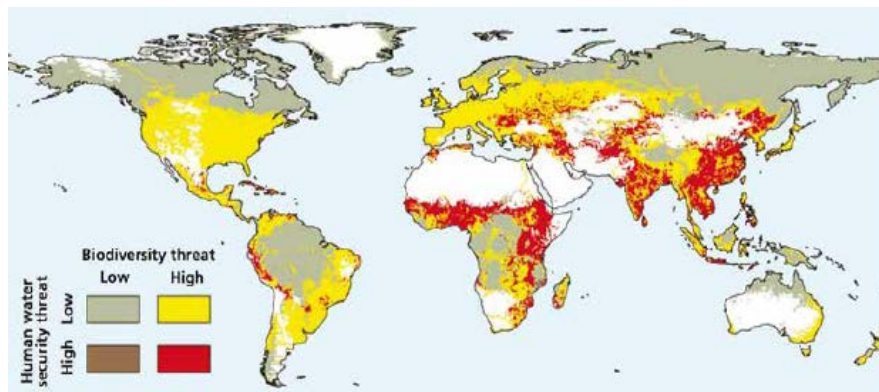 Biodiversity threat
Low High
Human water
security threat
Low
High